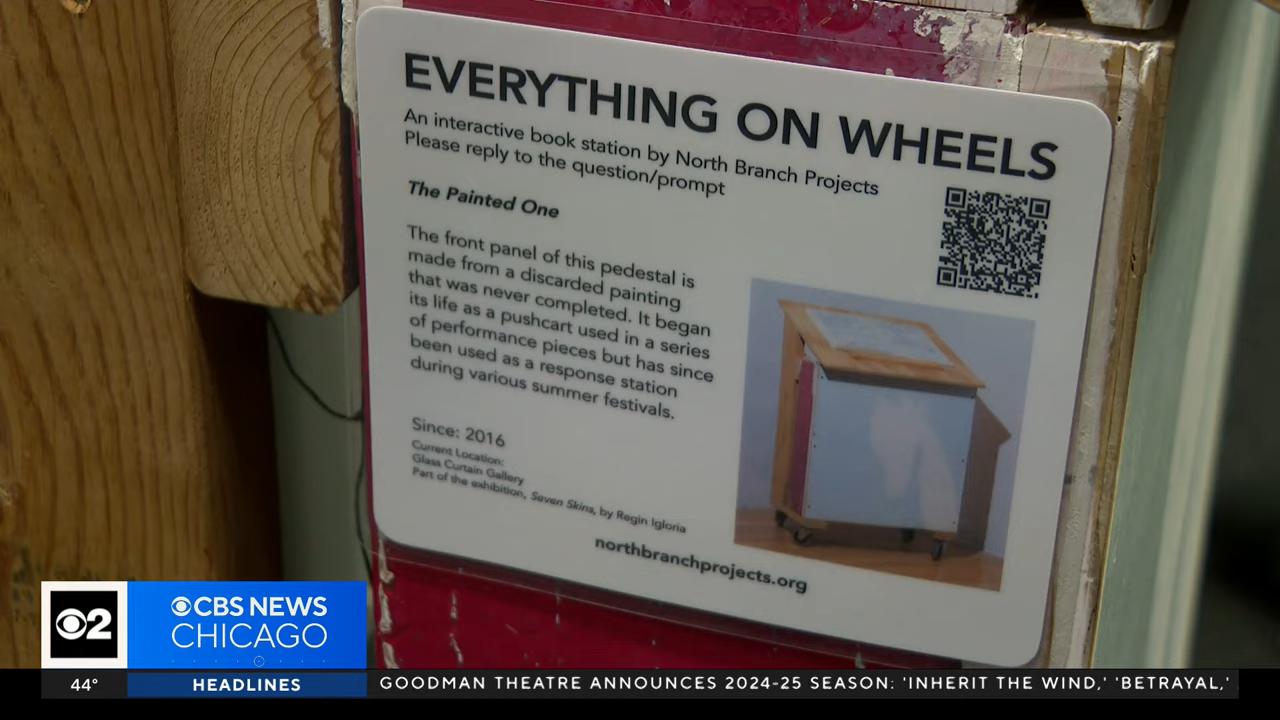 EVERYTHING ON WHEELS
An interactive book station by North Branch Projects
Please reply to the question/prompt
The Painted One
The front panel of this pedestal is
made from a discarded painting
that was never completed. It began
its life as a pushcart used in a series
of performance pieces but has since
been used as a response station
during various summer festivals.
Since: 2016
Current Location:
Glass Curtain Gallery
Part of the exhibition, Seven Skins, by Regin Igloria
northbranchprojects.org
2
CBS NEWS
CHICAGO
44°
HEADLINES
GOODMAN THEATRE ANNOUNCES 2024-25 SEASON: 'INHERIT THE WIND,' 'BETRAYAL,'